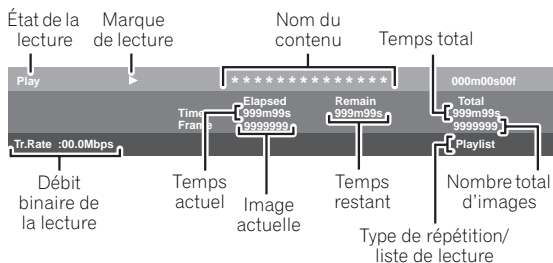 État de la lecture
Marque de lecture
Nom du contenu
Temps total
Play ► ************** 000m00s00f
Elapsed Remain Total
Time 999m99s 999m99s 999m99s
Frame 9999999 9999999
Tr.Rate :00.0Mbps Playlist
Débit binaire de la lecture
Temps actuel
Image actuelle
Temps restant
Nombre total d'images
Type de répétition/ liste de lecture